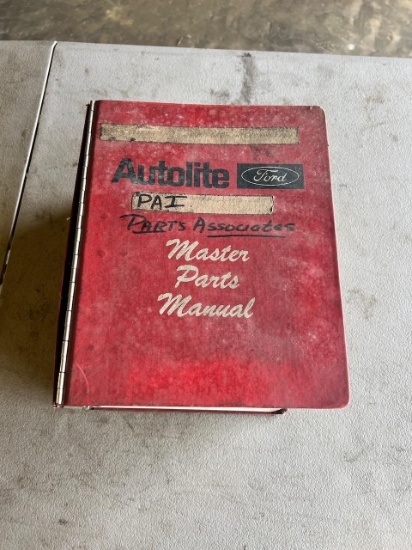 Autolite Ford
PAI
PARTS ASSOCIATES
Master
Parts
Manual